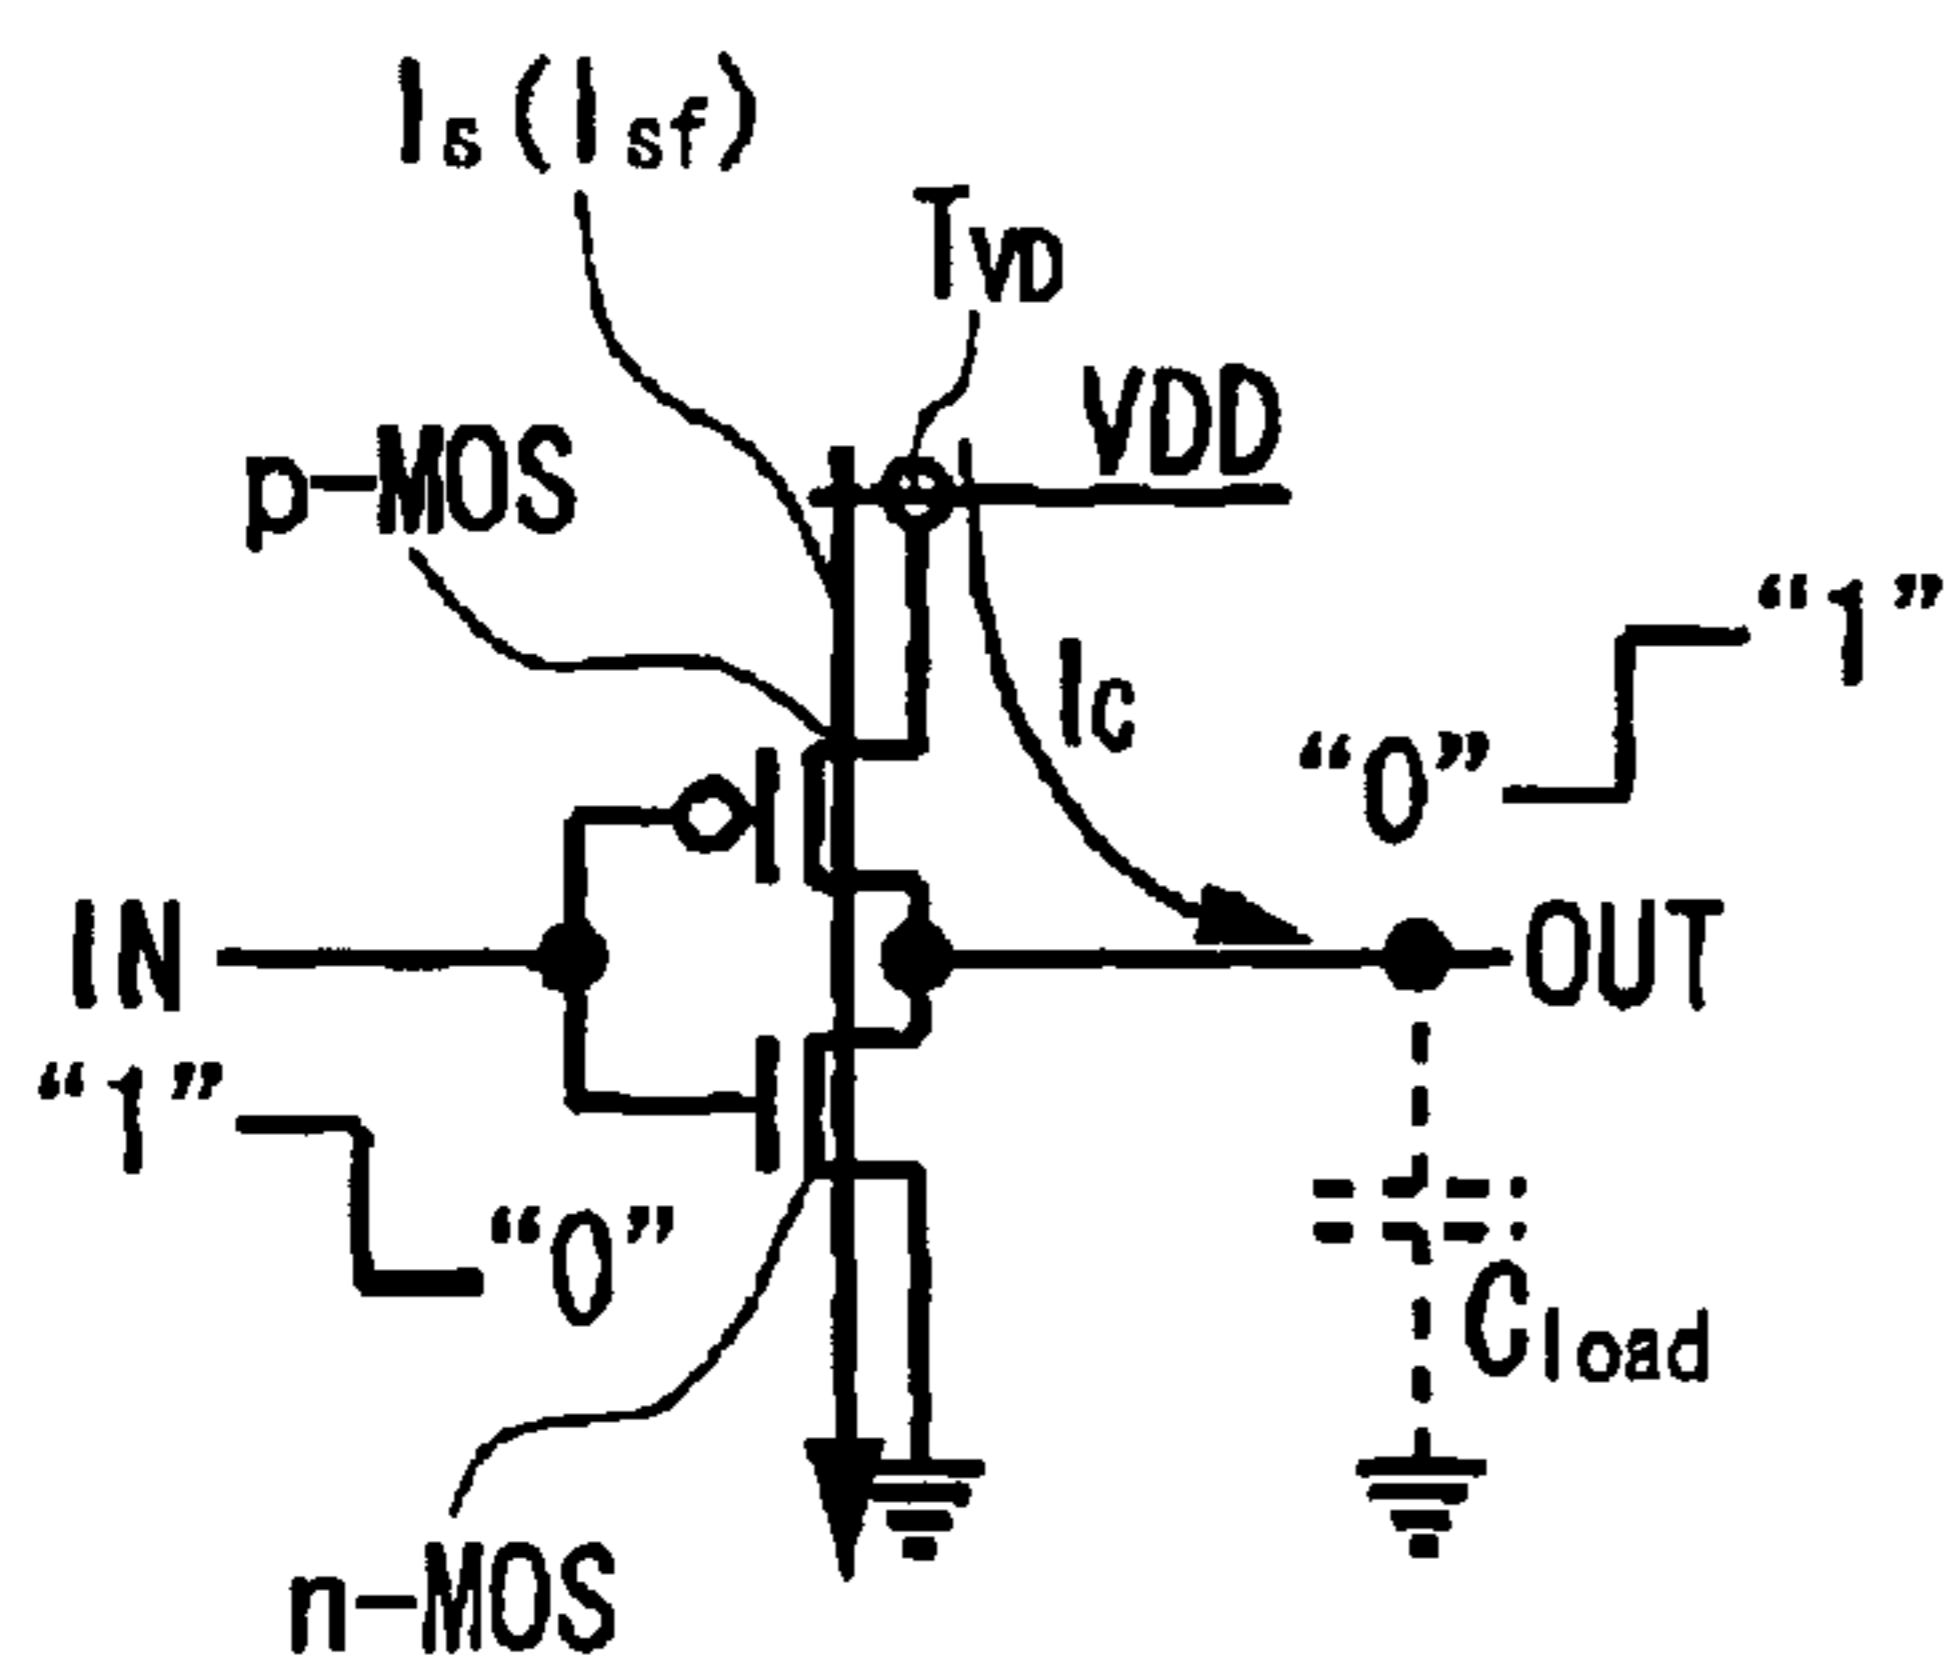 Is (Isf)
TVD
VDD
p-MOS
"1"
Ic
"0"
IN
OUT
"1"
"0"
Cload
n-MOS